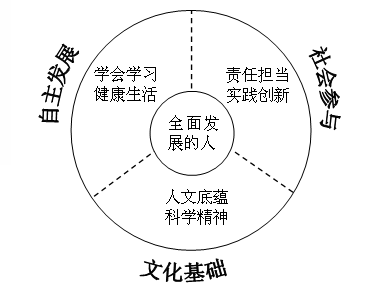 自主发展
学会学习
健康生活
社会参与
责任担当
实践创新
全面发
展的人
人文底蕴
科学精神
文化基础